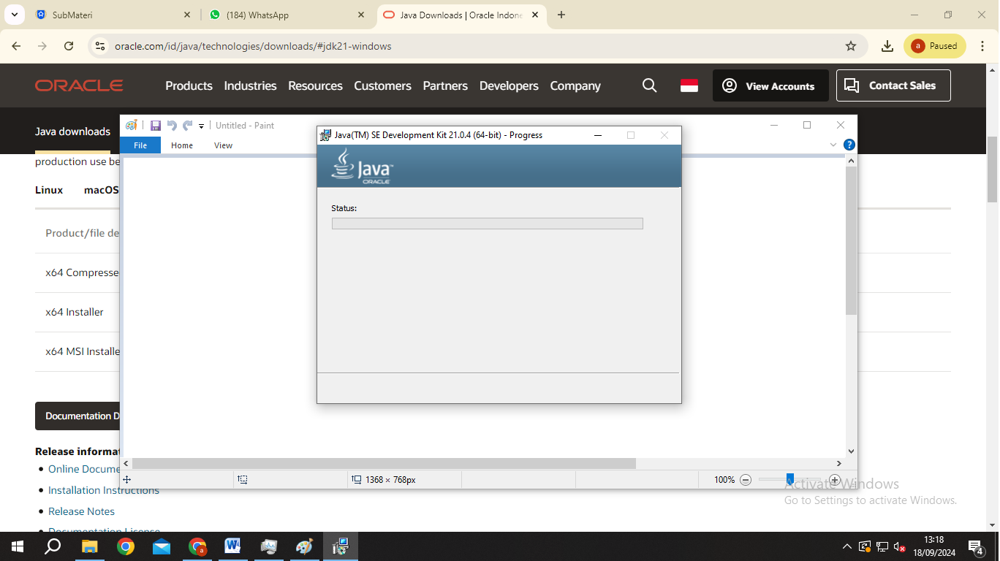 SubMateri
(184) WhatsApp
Java Downloads | Oracle Indone
oracle.com/id/java/technologies/downloads/#jdk21-windows
a Paused
ORACLE
Products Industries Resources Customers Partners Developers Company
View Accounts
Contact Sales
Java downloads
production use be
Linux macOS
Product/file de
x64 Compresse
x64 Installer
x64 MSI Installe
Documentation D
Release informat
Online Docume
Installation Instructions
Release Notes
Documentation License
Untitled - Paint
File Home View
Java(TM) SE Development Kit 21.0.4 (64-bit) - Progress
Java™
ORACLE
Status:
1368 × 768px
100%
Activate Windows
Go to Settings to activate Windows.
13:18
18/09/2024
4